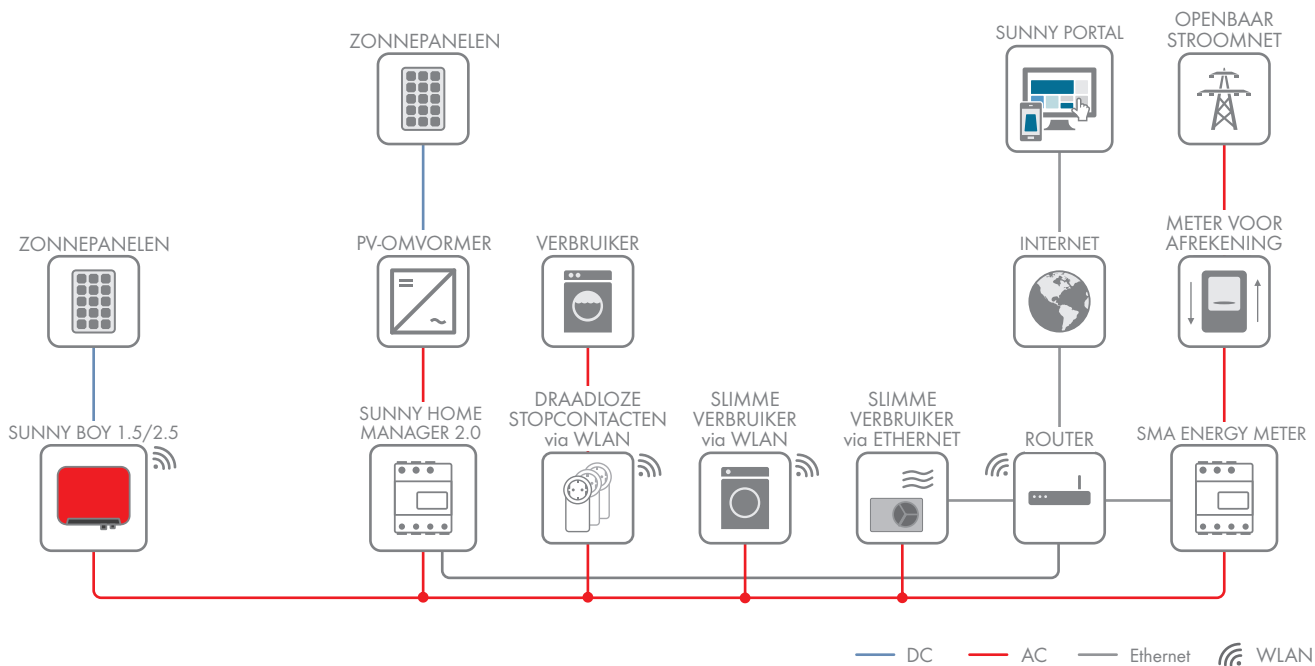 ZONNEPANELEN
SUNNY PORTAL
OPENBAAR
STROOMNET
ZONNEPANELEN
PV-OMVORMER
VERBRUIKER
INTERNET
METER VOOR
AFREKENING
SUNNY BOY 1.5/2.5
SUNNY HOME
MANAGER 2.0
DRAADLOZE
STOPCONTACTEN
via WLAN
SLIMME
VERBRUIKER
via WLAN
SLIMME
VERBRUIKER
via ETHERNET
ROUTER
SMA ENERGY METER
DC
AC
Ethernet
WLAN